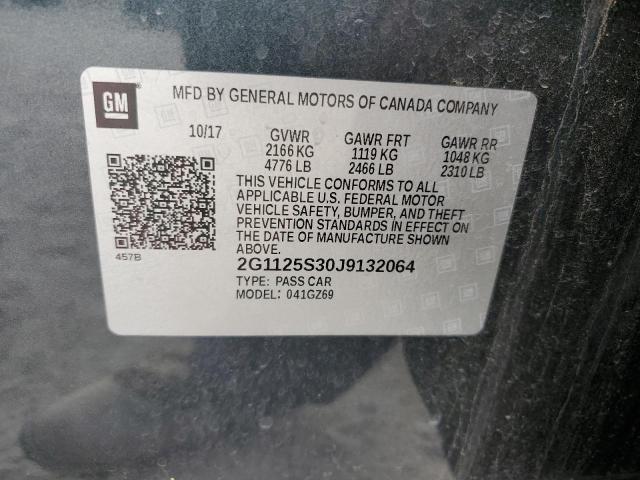 GM
MFD BY GENERAL MOTORS OF CANADA COMPANY
10/17 GVWR GAWR FRT GAWR RR
2166 KG 1119 KG 1048 KG
4776 LB 2466 LB 2310 LB
THIS VEHICLE CONFORMS TO ALL
APPLICABLE U.S. FEDERAL MOTOR
VEHICLE SAFETY, BUMPER, AND THEFT
PREVENTION STANDARDS IN EFFECT ON
THE DATE OF MANUFACTURE SHOWN
ABOVE.
457B
2G1125S30J9132064
TYPE: PASS CAR
MODEL: 041GZ69